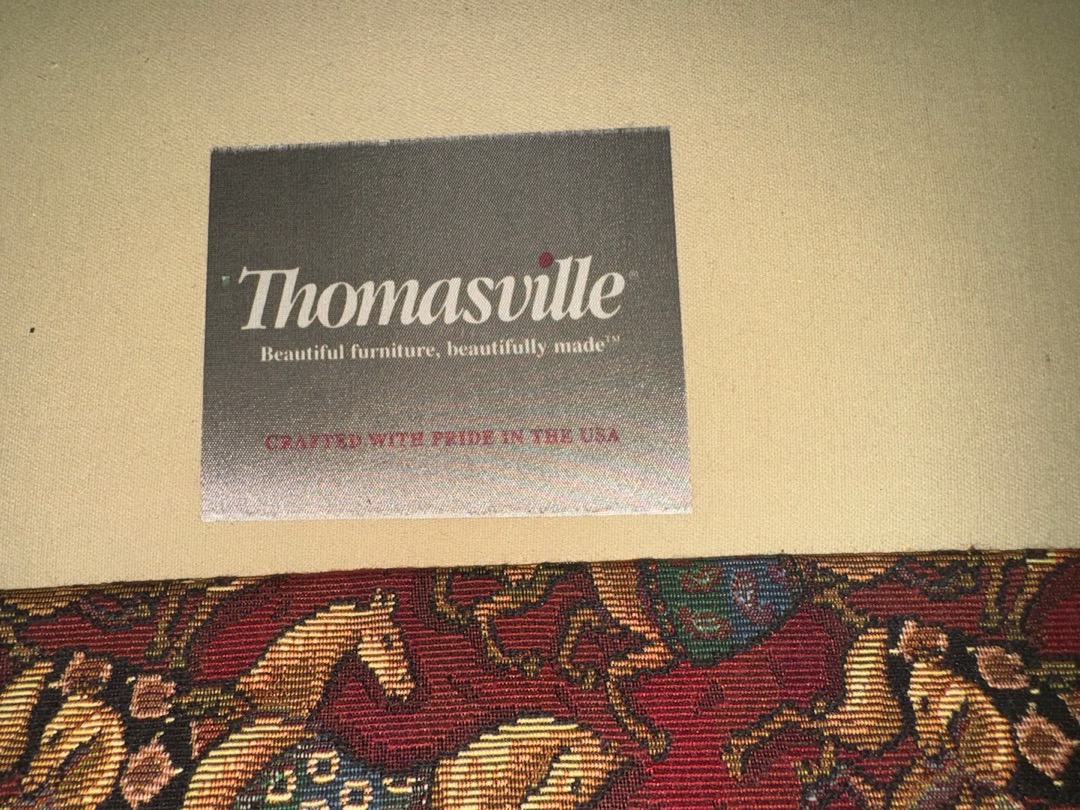 Thomasville
Beautiful furniture, beautifully made™
CRAFTED WITH PRIDE IN THE USA